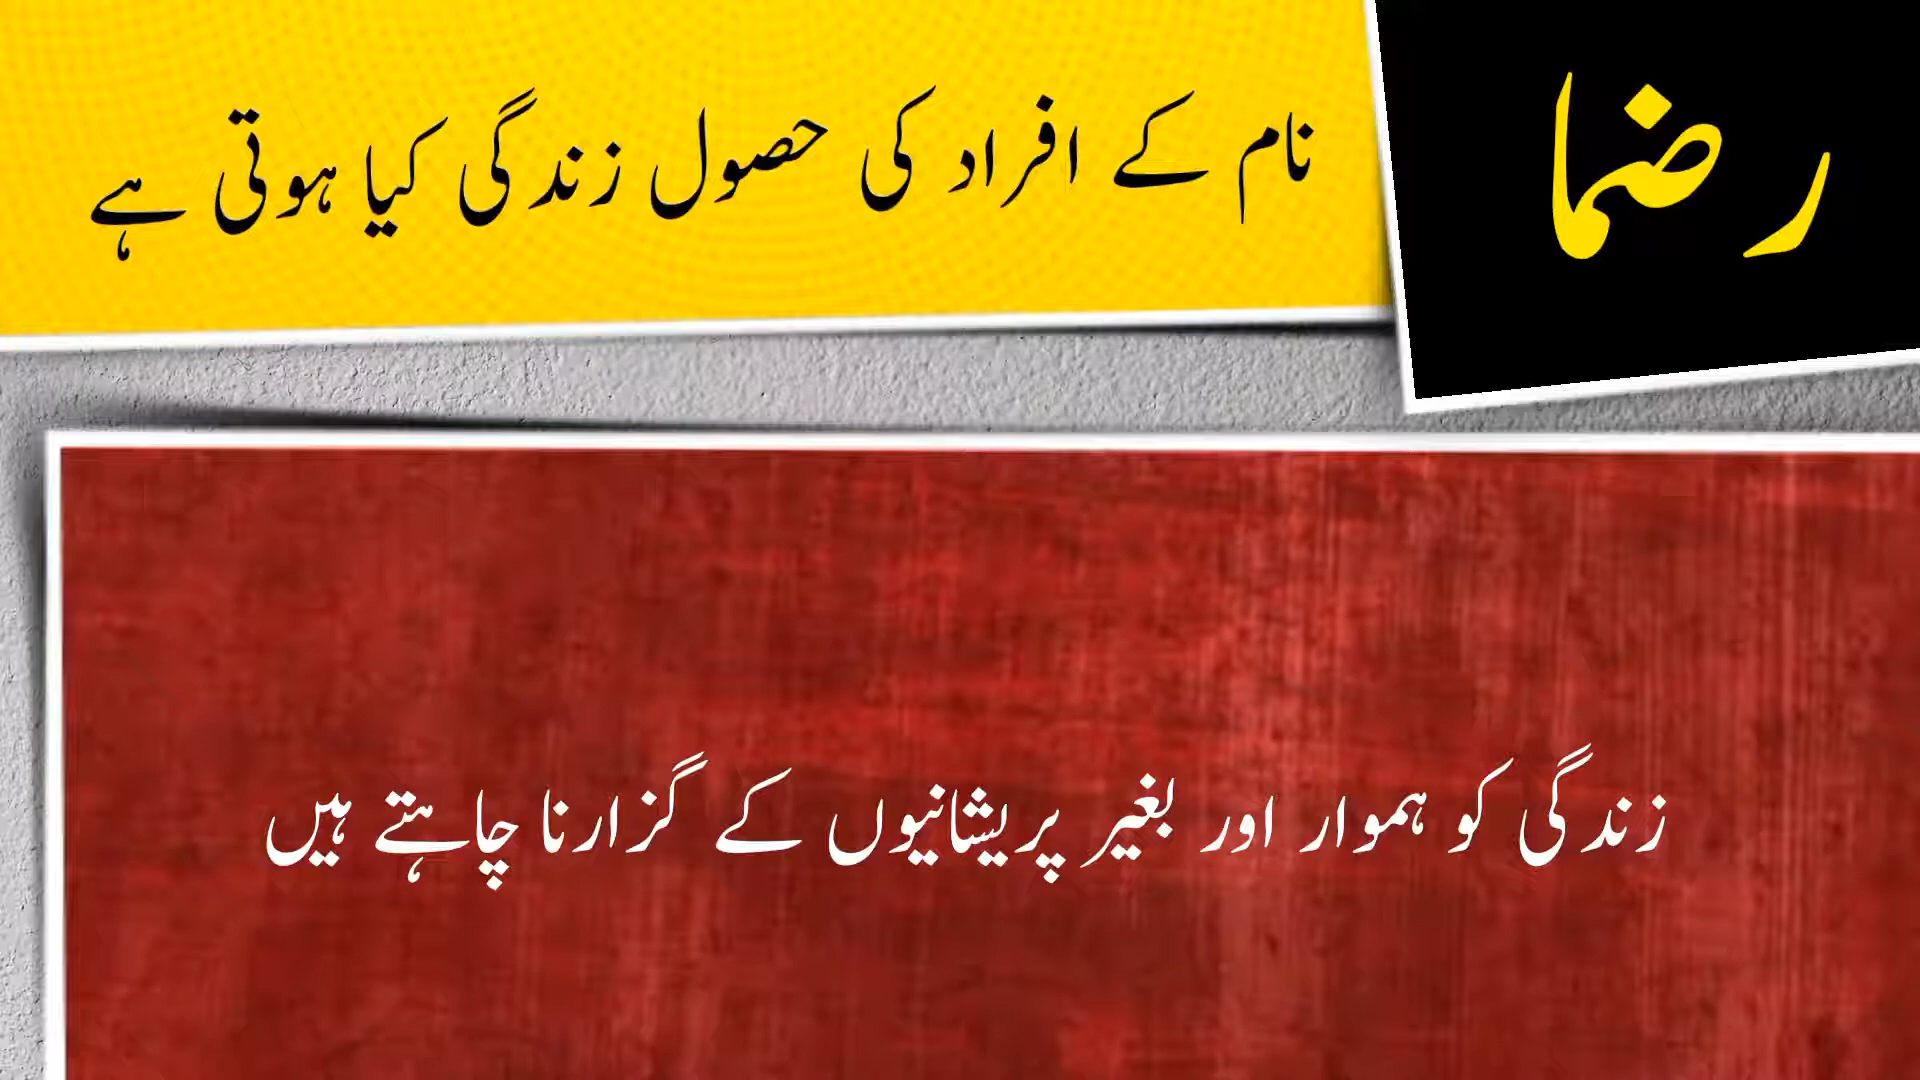 رضما
نام کے افراد کی حصول زندگی کیا ہوتی ہے
زندگی کو ہموار اور بغیر پریشانیوں کے گزارنا چاہتے ہیں